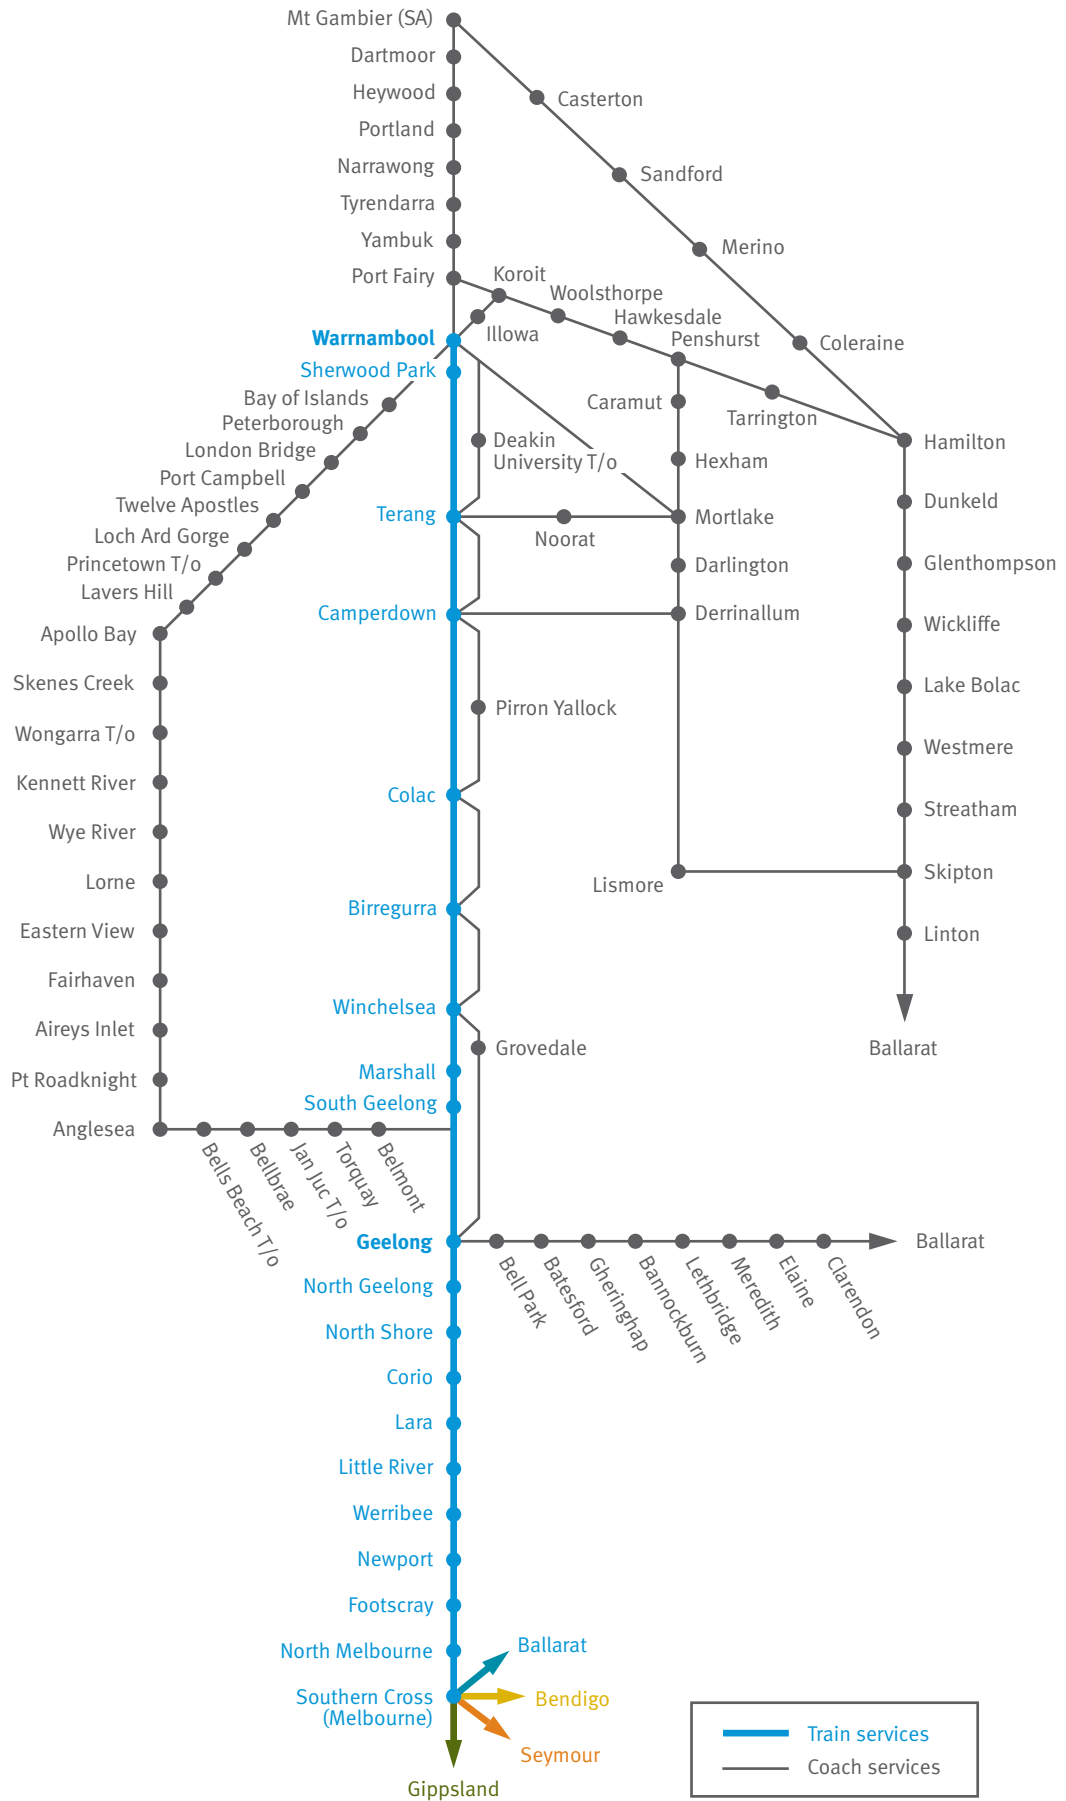 Mt Gambier (SA)
Dartmoor
Heywood
Portland
Narrawong
Tyrendarra
Yambuk
Port Fairy
Casterton
Sandford
Merino
Coleraine
Koroit
Woolsthorpe
Hawkesdale
Penshurst
Illowa
Warrnambool
Sherwood Park
Bay of Islands
Peterborough
London Bridge
Port Campbell
Twelve Apostles
Loch Ard Gorge
Princetown T/o
Lavers Hill
Apollo Bay
Skenes Creek
Wongarra T/o
Kennett River
Wye River
Lorne
Eastern View
Fairhaven
Aireys Inlet
Pt Roadknight
Anglesea
Bells Beach T/o
Bellbrae
Jan Juc T/o
Torquay
Belmont
Deakin
University T/o
Terang
Noorat
Camperdown
Pirron Yallock
Colac
Birregurra
Winchelsea
Grovedale
Marshall
South Geelong
Caramut
Hexham
Mortlake
Darlington
Derrinallum
Lismore
Tarrington
Hamilton
Dunkeld
Glenthompson
Wickliffe
Lake Bolac
Westmere
Streatham
Skipton
Linton
Ballarat
Geelong
Bell Park
Batesford
Gheringhap
Bannockburn
Lethbridge
Meredith
Elaine
Clarendon
Ballarat
North Geelong
North Shore
Corio
Lara
Little River
Werribee
Newport
Footscray
North Melbourne
Southern Cross
(Melbourne)
Ballarat
Bendigo
Seymour
Gippsland
Train services
Coach services